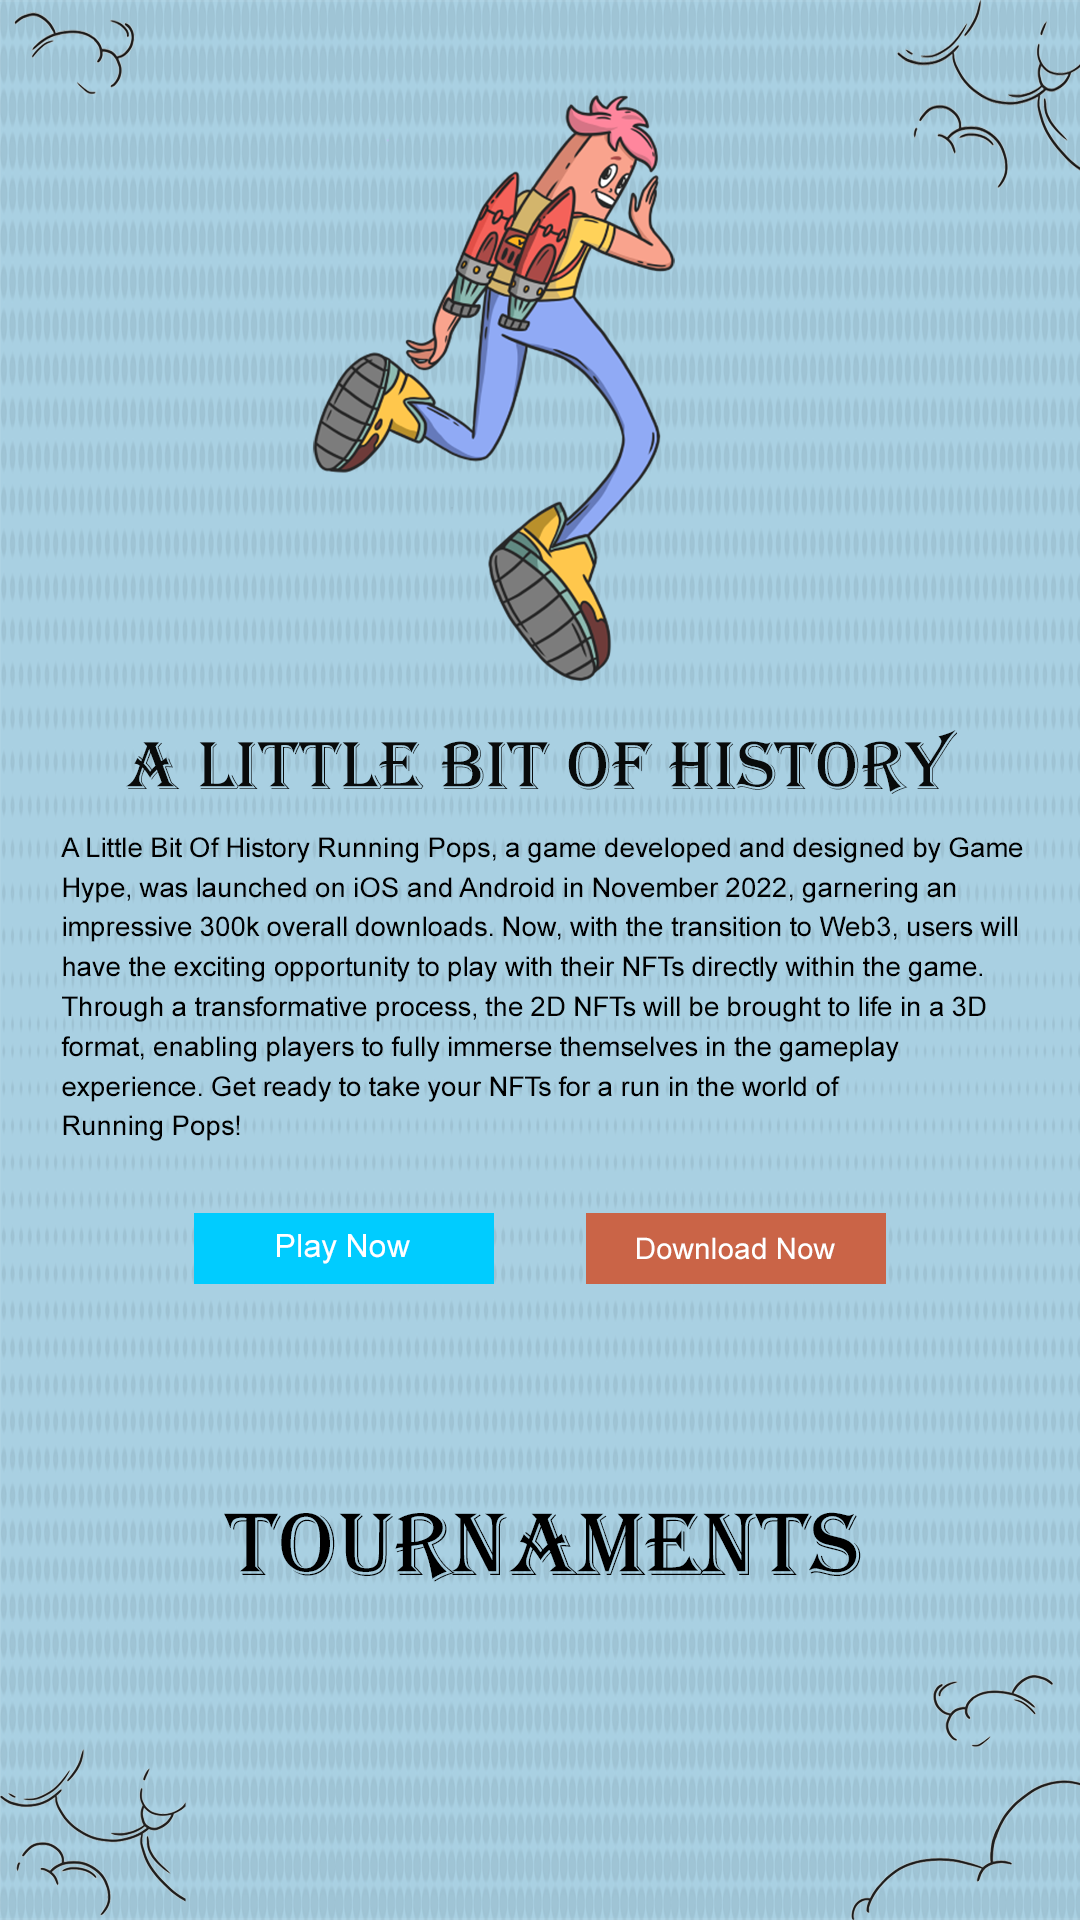 A LITTLE BIT OF HISTORY
A Little Bit Of History Running Pops, a game developed and designed by Game
Hype, was launched on iOS and Android in November 2022, garnering an
impressive 300k overall downloads. Now, with the transition to Web3, users will
have the exciting opportunity to play with their NFTs directly within the game.
Through a transformative process, the 2D NFTs will be brought to life in a 3D
format, enabling players to fully immerse themselves in the gameplay
experience. Get ready to take your NFTs for a run in the world of
Running Pops!
Play Now
Download Now
TOURNAMENTS